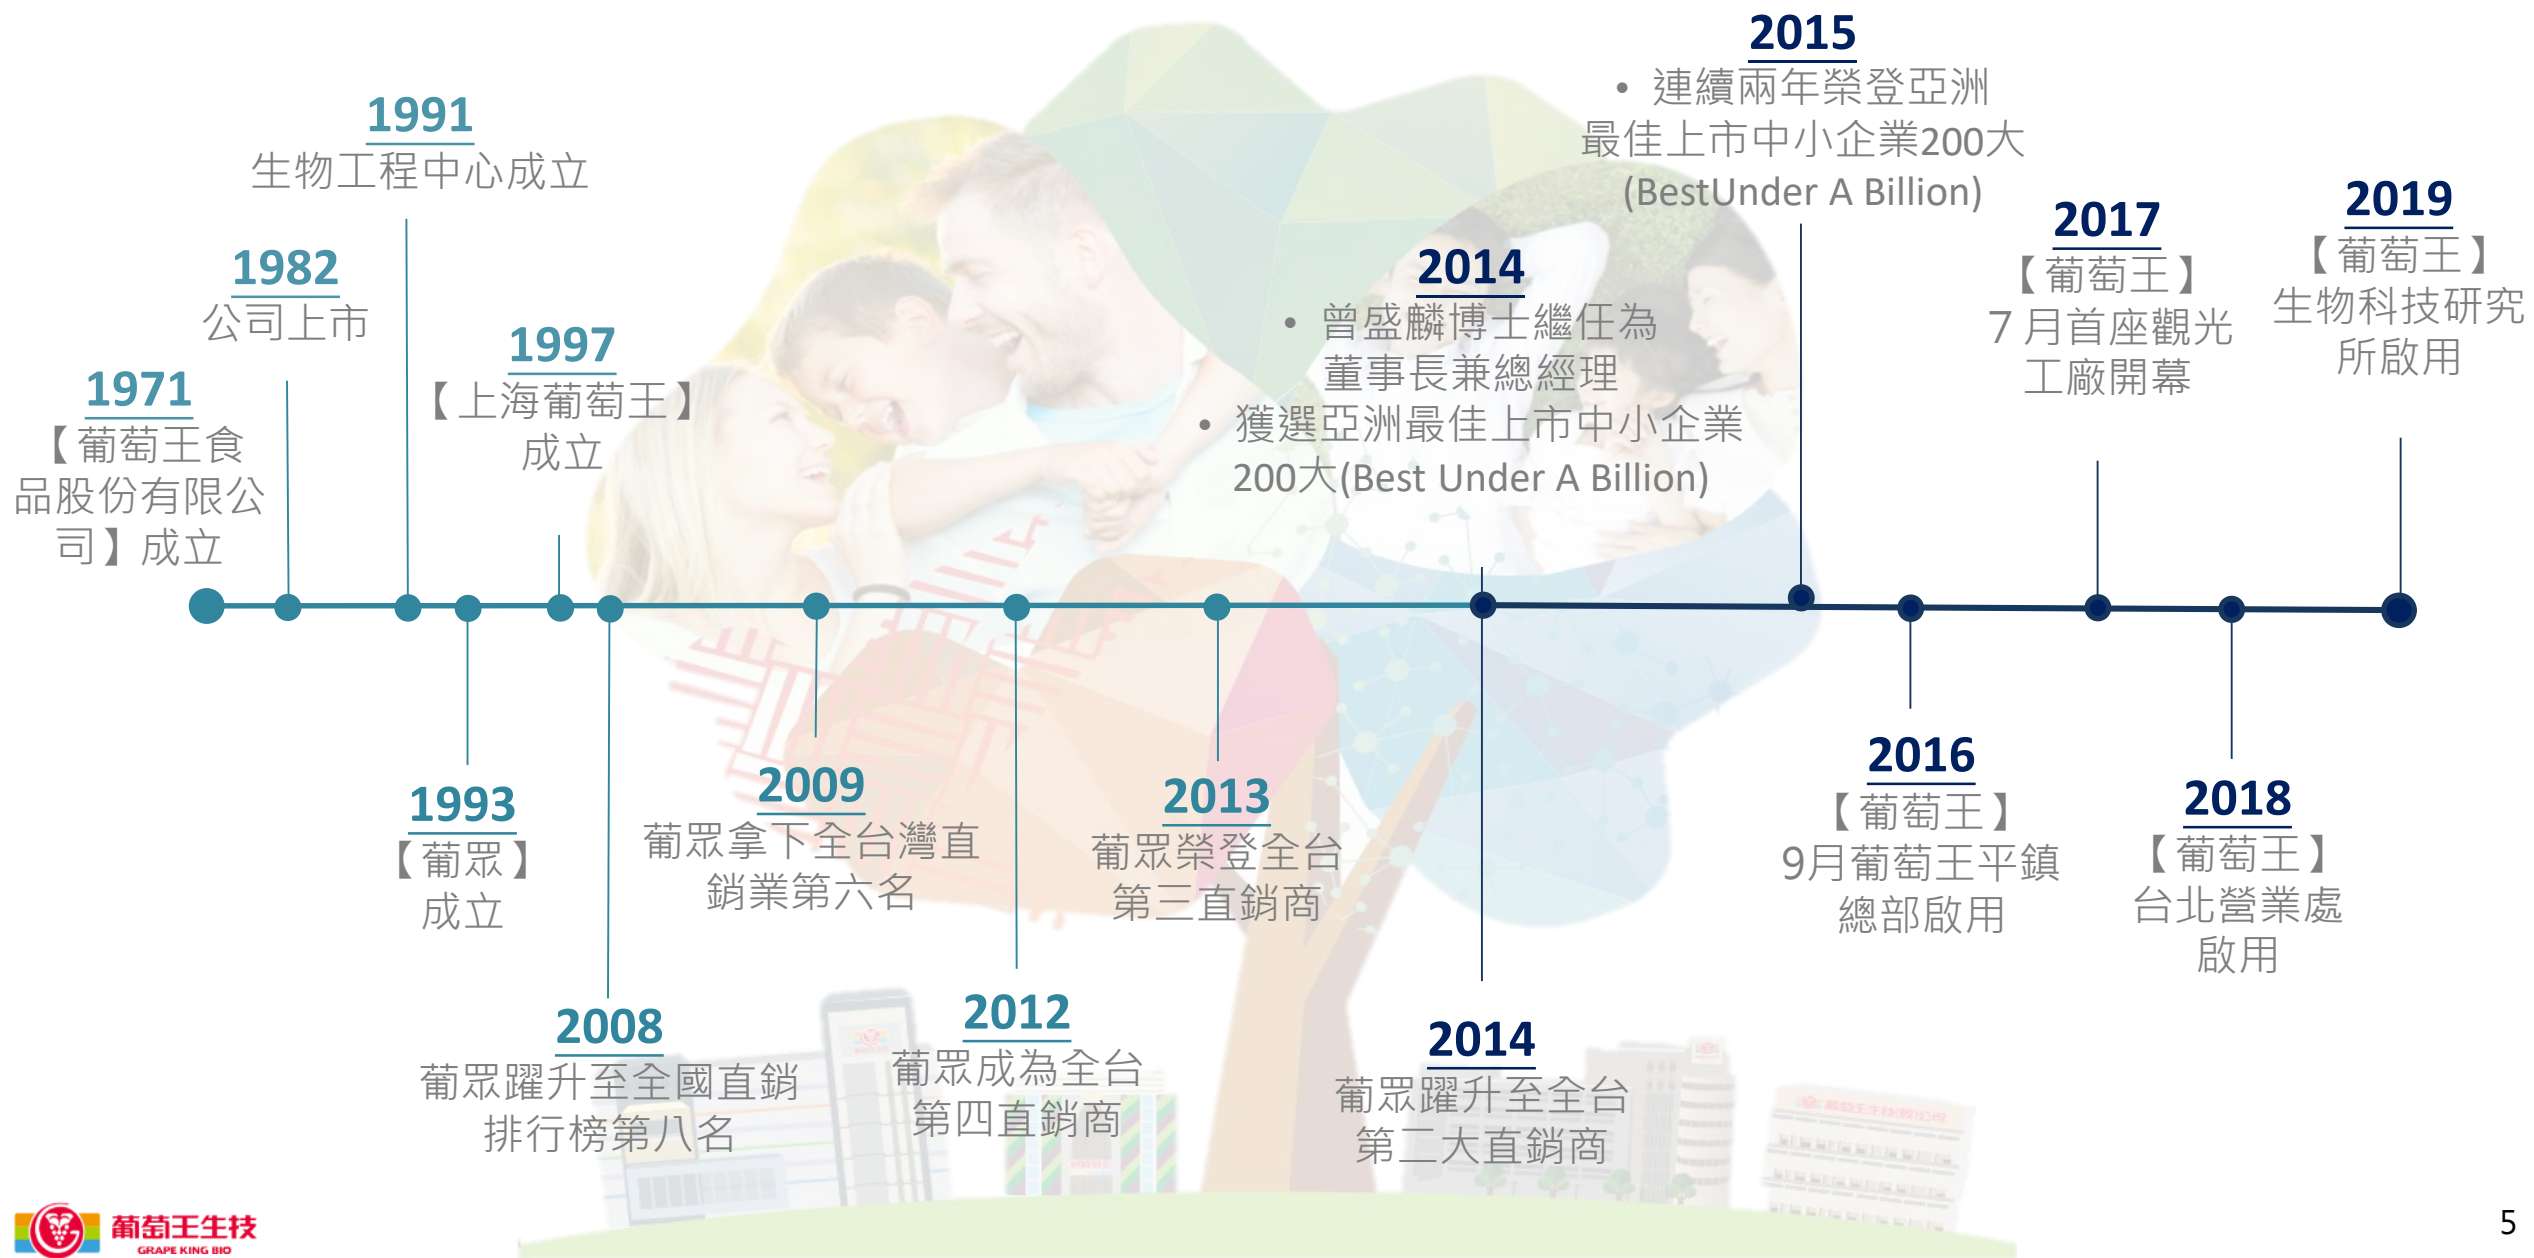 1971
【葡萄王食
品股份有限公
司】成立
1982
公司上市
1991
生物工程中心成立
1993
【葡眾】
成立
1997
【上海葡萄王】
成立
2008
葡眾躍升至全國直銷
排行榜第八名
2009
葡眾拿下全台灣直
銷業第六名
2012
葡眾成為全台
第四直銷商
2013
葡眾榮登全台
第三直銷商
2014
• 曾盛麟博士繼任為
董事長兼總經理
• 獲選亞洲最佳上市中小企業
200大(Best Under A Billion)
2014
葡眾躍升至全台
第二大直銷商
2015
• 連續兩年榮登亞洲
最佳上市中小企業200大
(BestUnder A Billion)
2016
【葡萄王】
9月葡萄王平鎮
總部啟用
2017
【葡萄王】
7月首座觀光
工廠開幕
2018
【葡萄王】
台北營業處
啟用
2019
【葡萄王】
生物科技研究
所啟用
葡萄王生技
GRAPE KING BIO
5